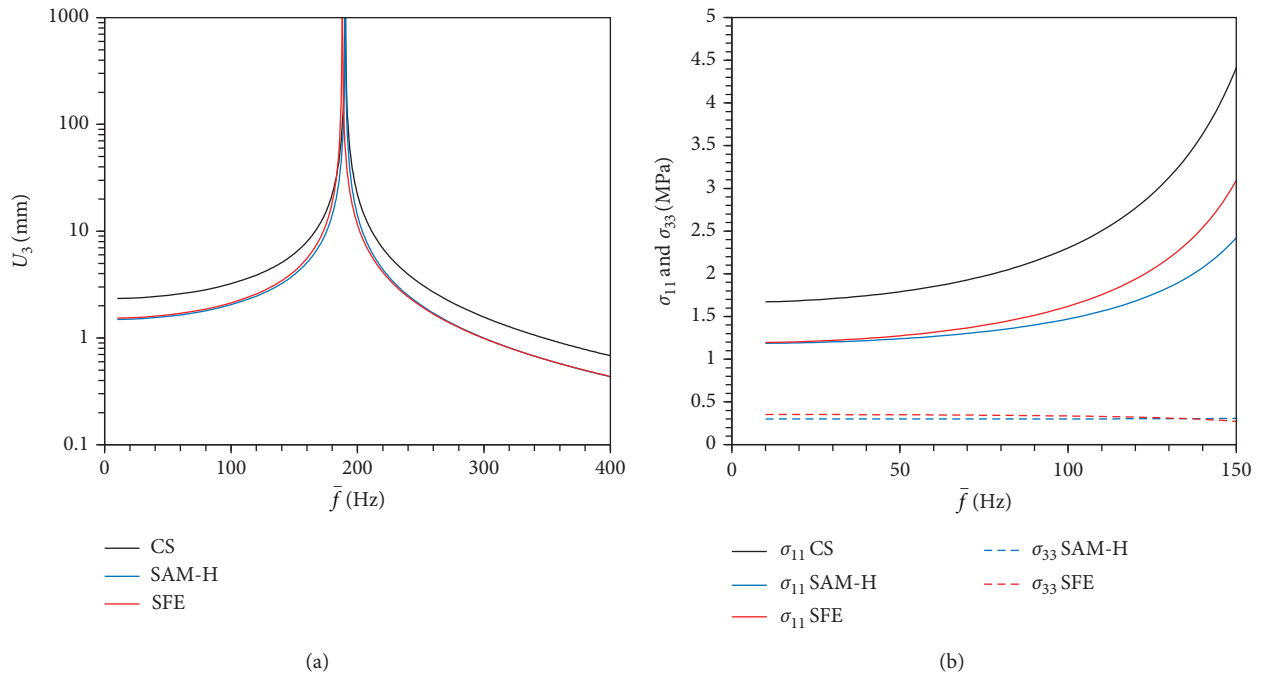 1000
100
10
1
0.1
U₃ (mm)
0
100
200
300
400
f̄ (Hz)
CS
SAM-H
SFE
(a)
5
4.5
4
3.5
3
2.5
2
1.5
1
0.5
0
σ₁₁ and σ₃₃ (MPa)
0
50
100
150
f̄ (Hz)
σ₁₁ CS
σ₁₁ SAM-H
σ₁₁ SFE
σ₃₃ SAM-H
σ₃₃ SFE
(b)